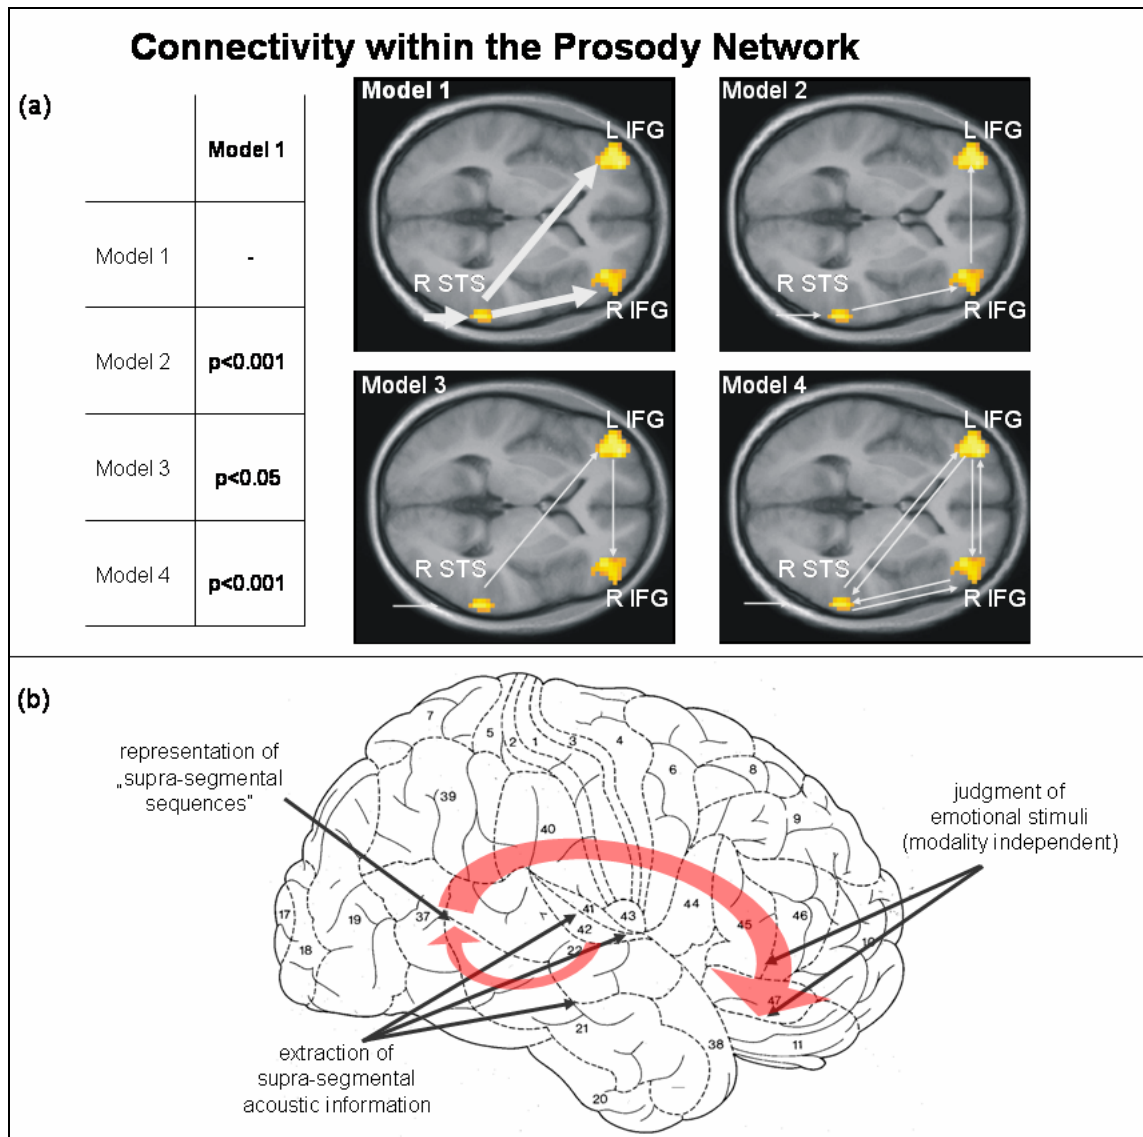 Connectivity within the Prosody Network
(a)
Model 1
Model 1
-
Model 2
p<0.001
Model 3
p<0.05
Model 4
p<0.001
Model 1
L IFG
R STS
R IFG
Model 2
L IFG
R STS
R IFG
Model 3
L IFG
R STS
R IFG
Model 4
L IFG
R STS
R IFG
(b)
representation of
„supra-segmental
sequences"
judgment of
emotional stimuli
(modality independent)
extraction of
supra-segmental
acoustic information
7
5
2
1
3
4
6
8
9
39
40
17
19
37
18
41
42
43
22
44
45
46
10
47
11
21
38
20